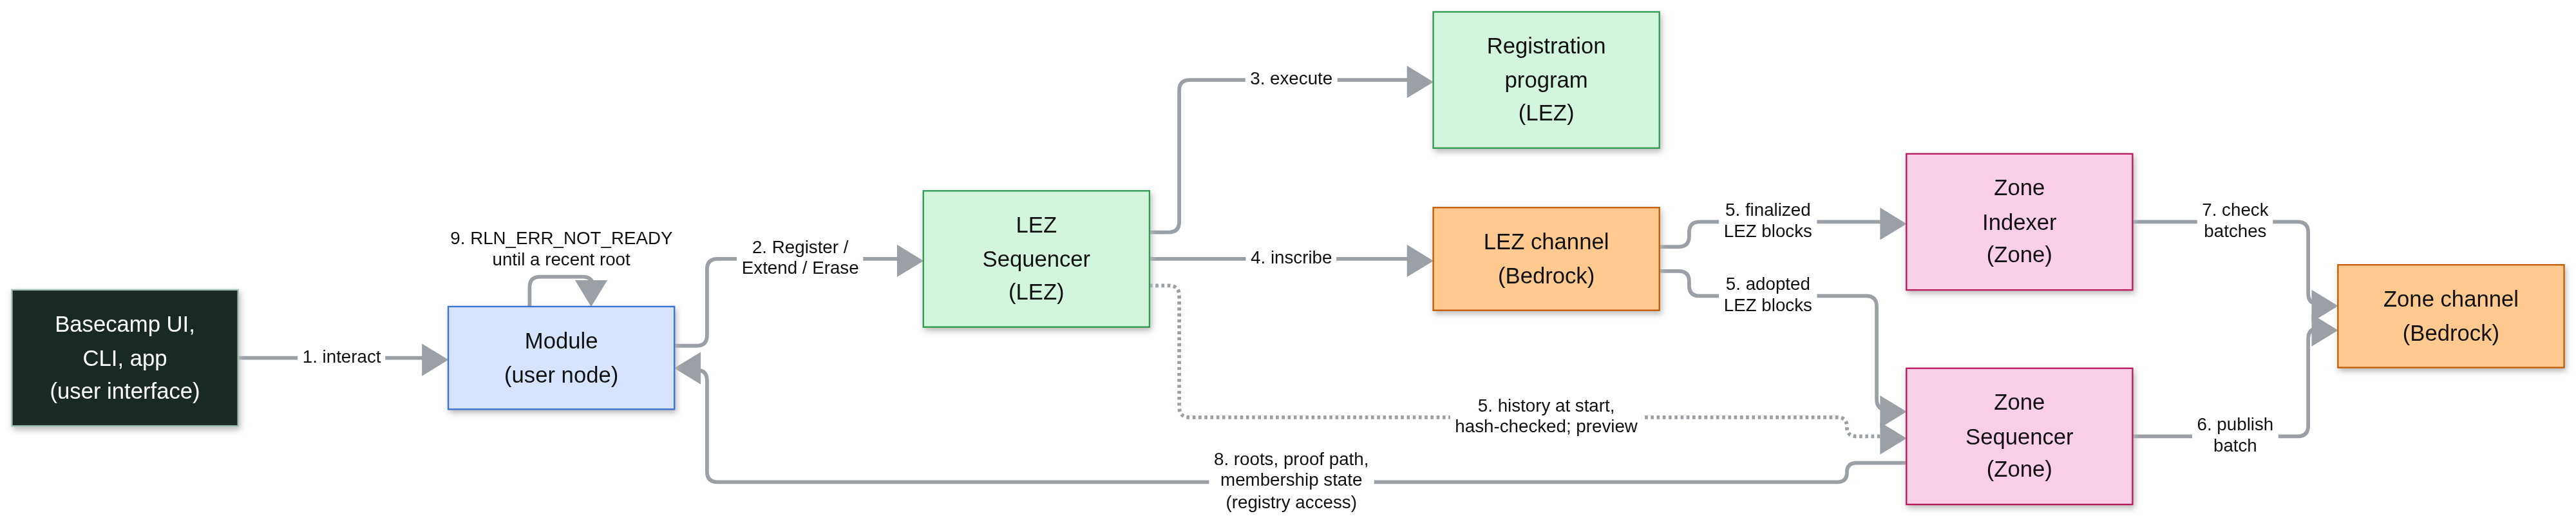 Basecamp UI,
CLI, app
(user interface)
1. interact
9. RLN_ERR_NOT_READY
until a recent root
Module
(user node)
2. Register /
Extend / Erase
LEZ
Sequencer
(LEZ)
3. execute
Registration
program
(LEZ)
4. inscribe
LEZ channel
(Bedrock)
5. finalized
LEZ blocks
5. adopted
LEZ blocks
5. history at start,
hash-checked; preview
8. roots, proof path,
membership state
(registry access)
Zone
Indexer
(Zone)
Zone
Sequencer
(Zone)
7. check
batches
6. publish
batch
Zone channel
(Bedrock)